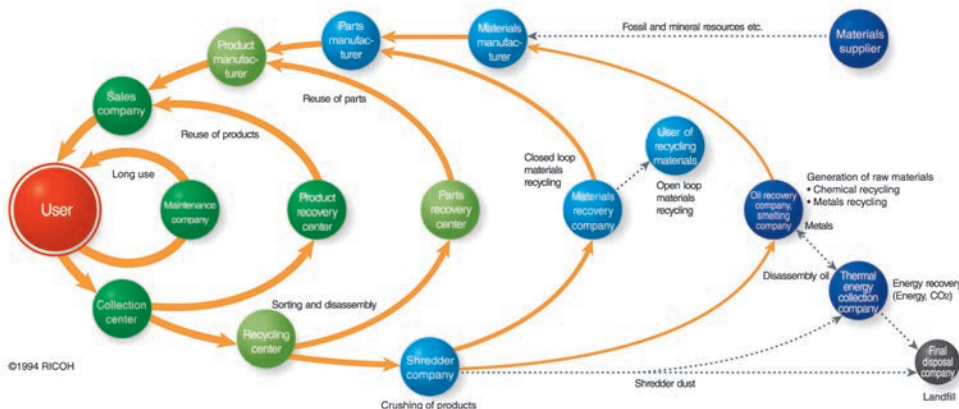 Parts
manufac-
turer
Materials
manufac-
turer
Fossil and mineral resources etc.
Materials
supplier
Product
manufac-
turer
Sales
company
Reuse of parts
Reuse of products
User of
recycling
materials
Closed loop
materials
recycling
Long use
Open loop
materials
recycling
Generation of raw materials
• Chemical recycling
• Metals recycling
User
Maintenance
company
Product
recovery
center
Parts
recovery
center
Materials
recovery
company
Oil recovery
company,
smelting
company
Metals
Disassembly oil
Thermal
energy
collection
company
Energy recovery
(Energy, CO2)
Collection
center
Sorting and disassembly
Recycling
center
Shredder
company
Final
disposal
company
©1994 RICOH
Shredder dust
Crushing of products
Landfill